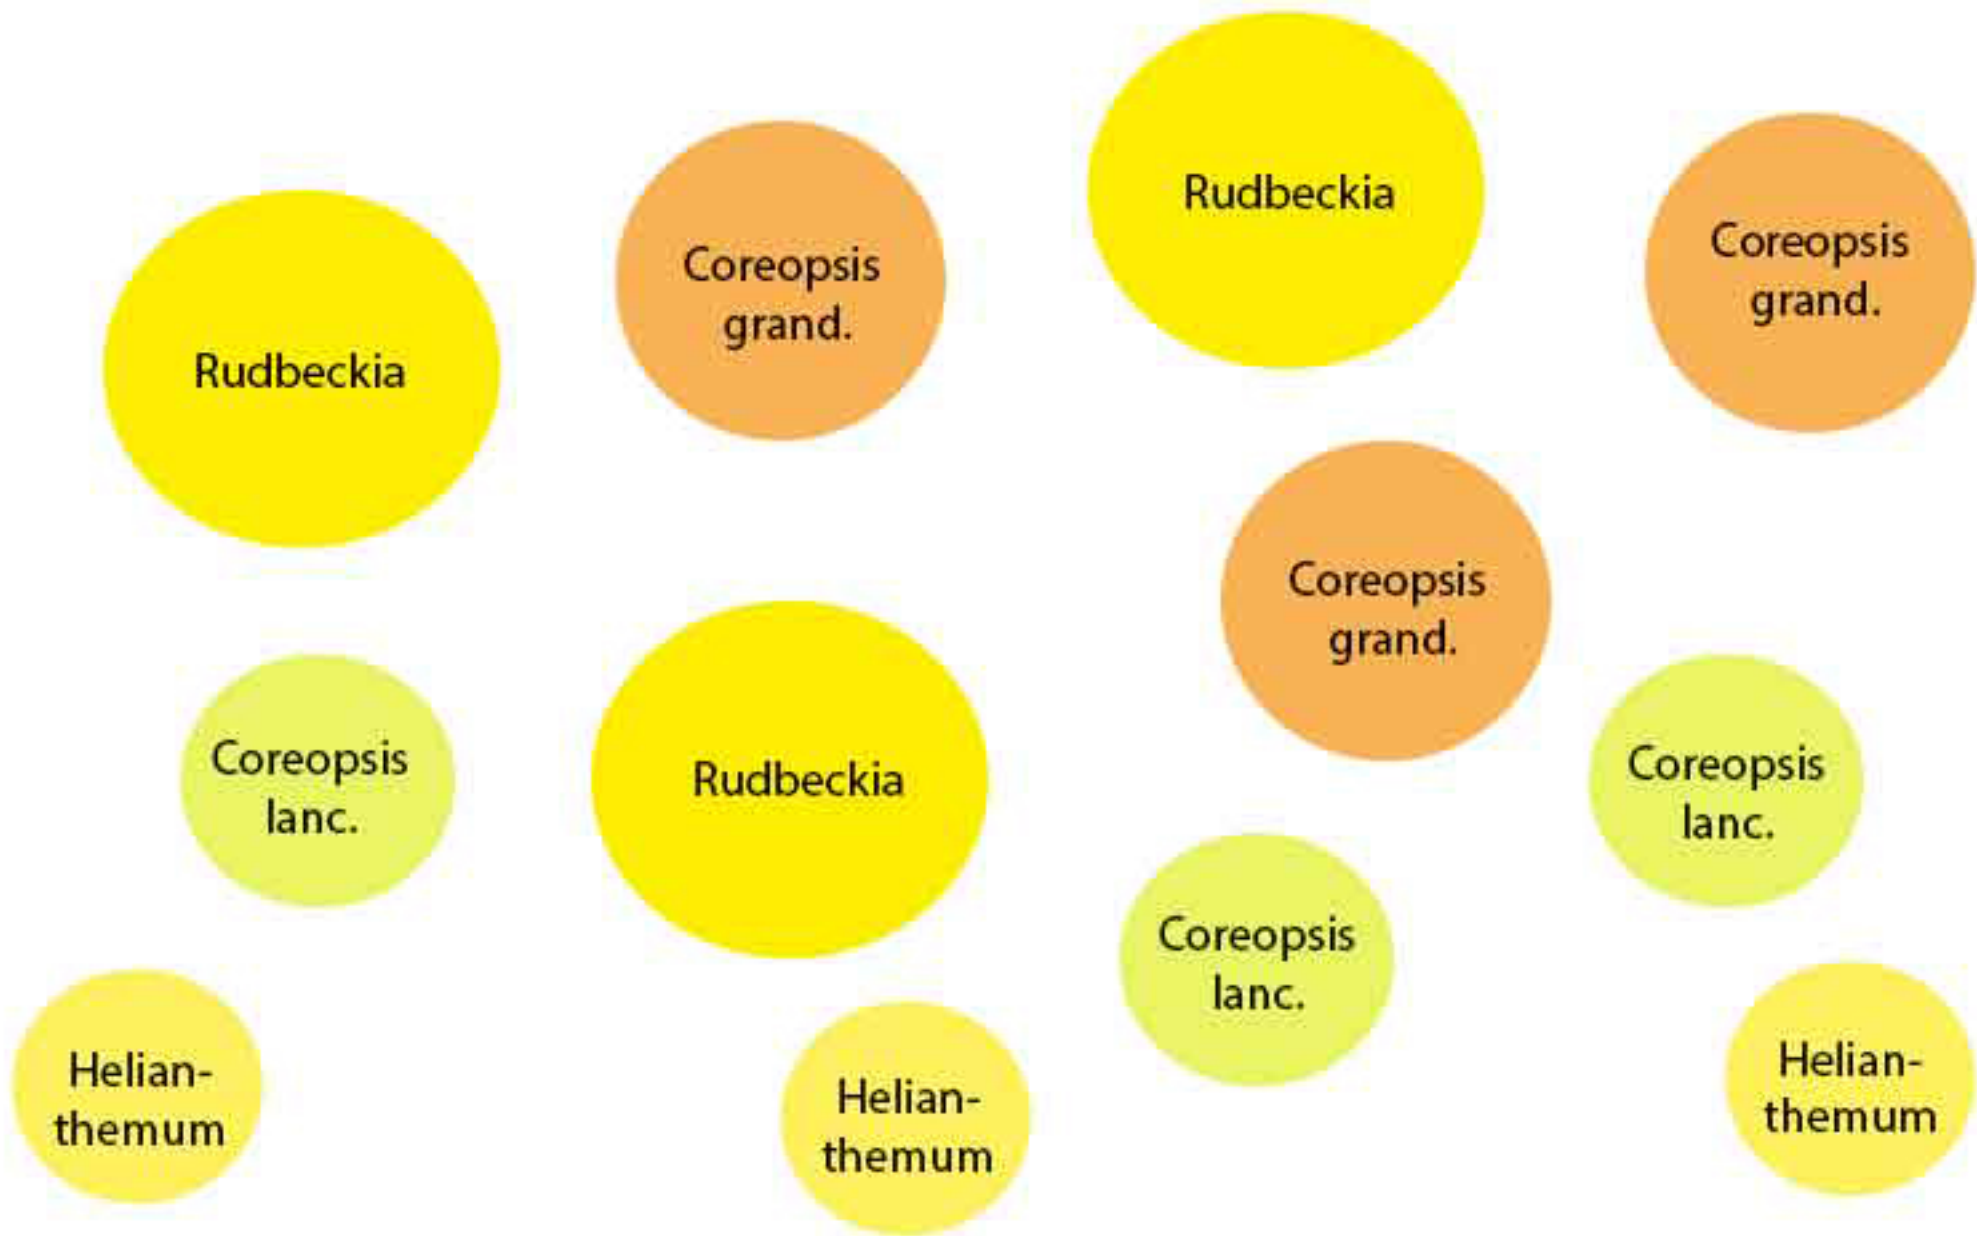 Rudbeckia
Coreopsis
grand.
Rudbeckia
Coreopsis
grand.
Coreopsis
grand.
Coreopsis
lanc.
Rudbeckia
Coreopsis
lanc.
Coreopsis
lanc.
Helian-
themum
Helian-
themum
Helian-
themum